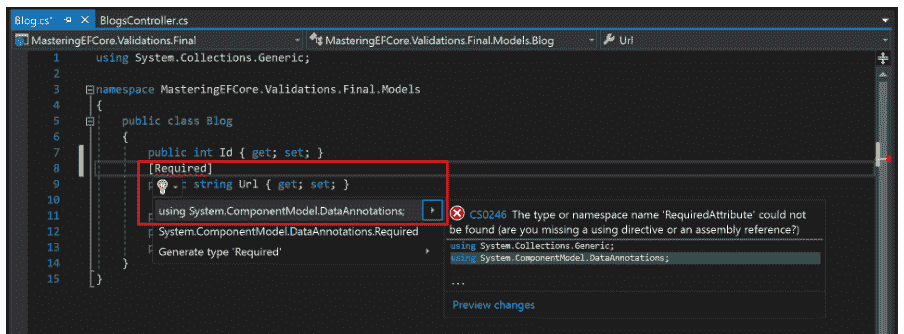 Blog.cs* BlogsController.cs
MasteringEFCore.Validations.Final MasteringEFCore.Validations.Final.Models.Blog Url
1 using System.Collections.Generic;
2
3 namespace MasteringEFCore.Validations.Final.Models
4 {
5 public class Blog
6 {
7 public int Id { get; set; }
8 [Required]
9 string Url { get; set; }
10
using System.ComponentModel.DataAnnotations;
11
System.ComponentModel.DataAnnotations.Required
12
13 Generate type 'Required'
14 }
15 }
CS0246 The type or namespace name 'RequiredAttribute' could not
be found (are you missing a using directive or an assembly reference?)
using System.Collections.Generic;
using System.ComponentModel.DataAnnotations;
...
Preview changes